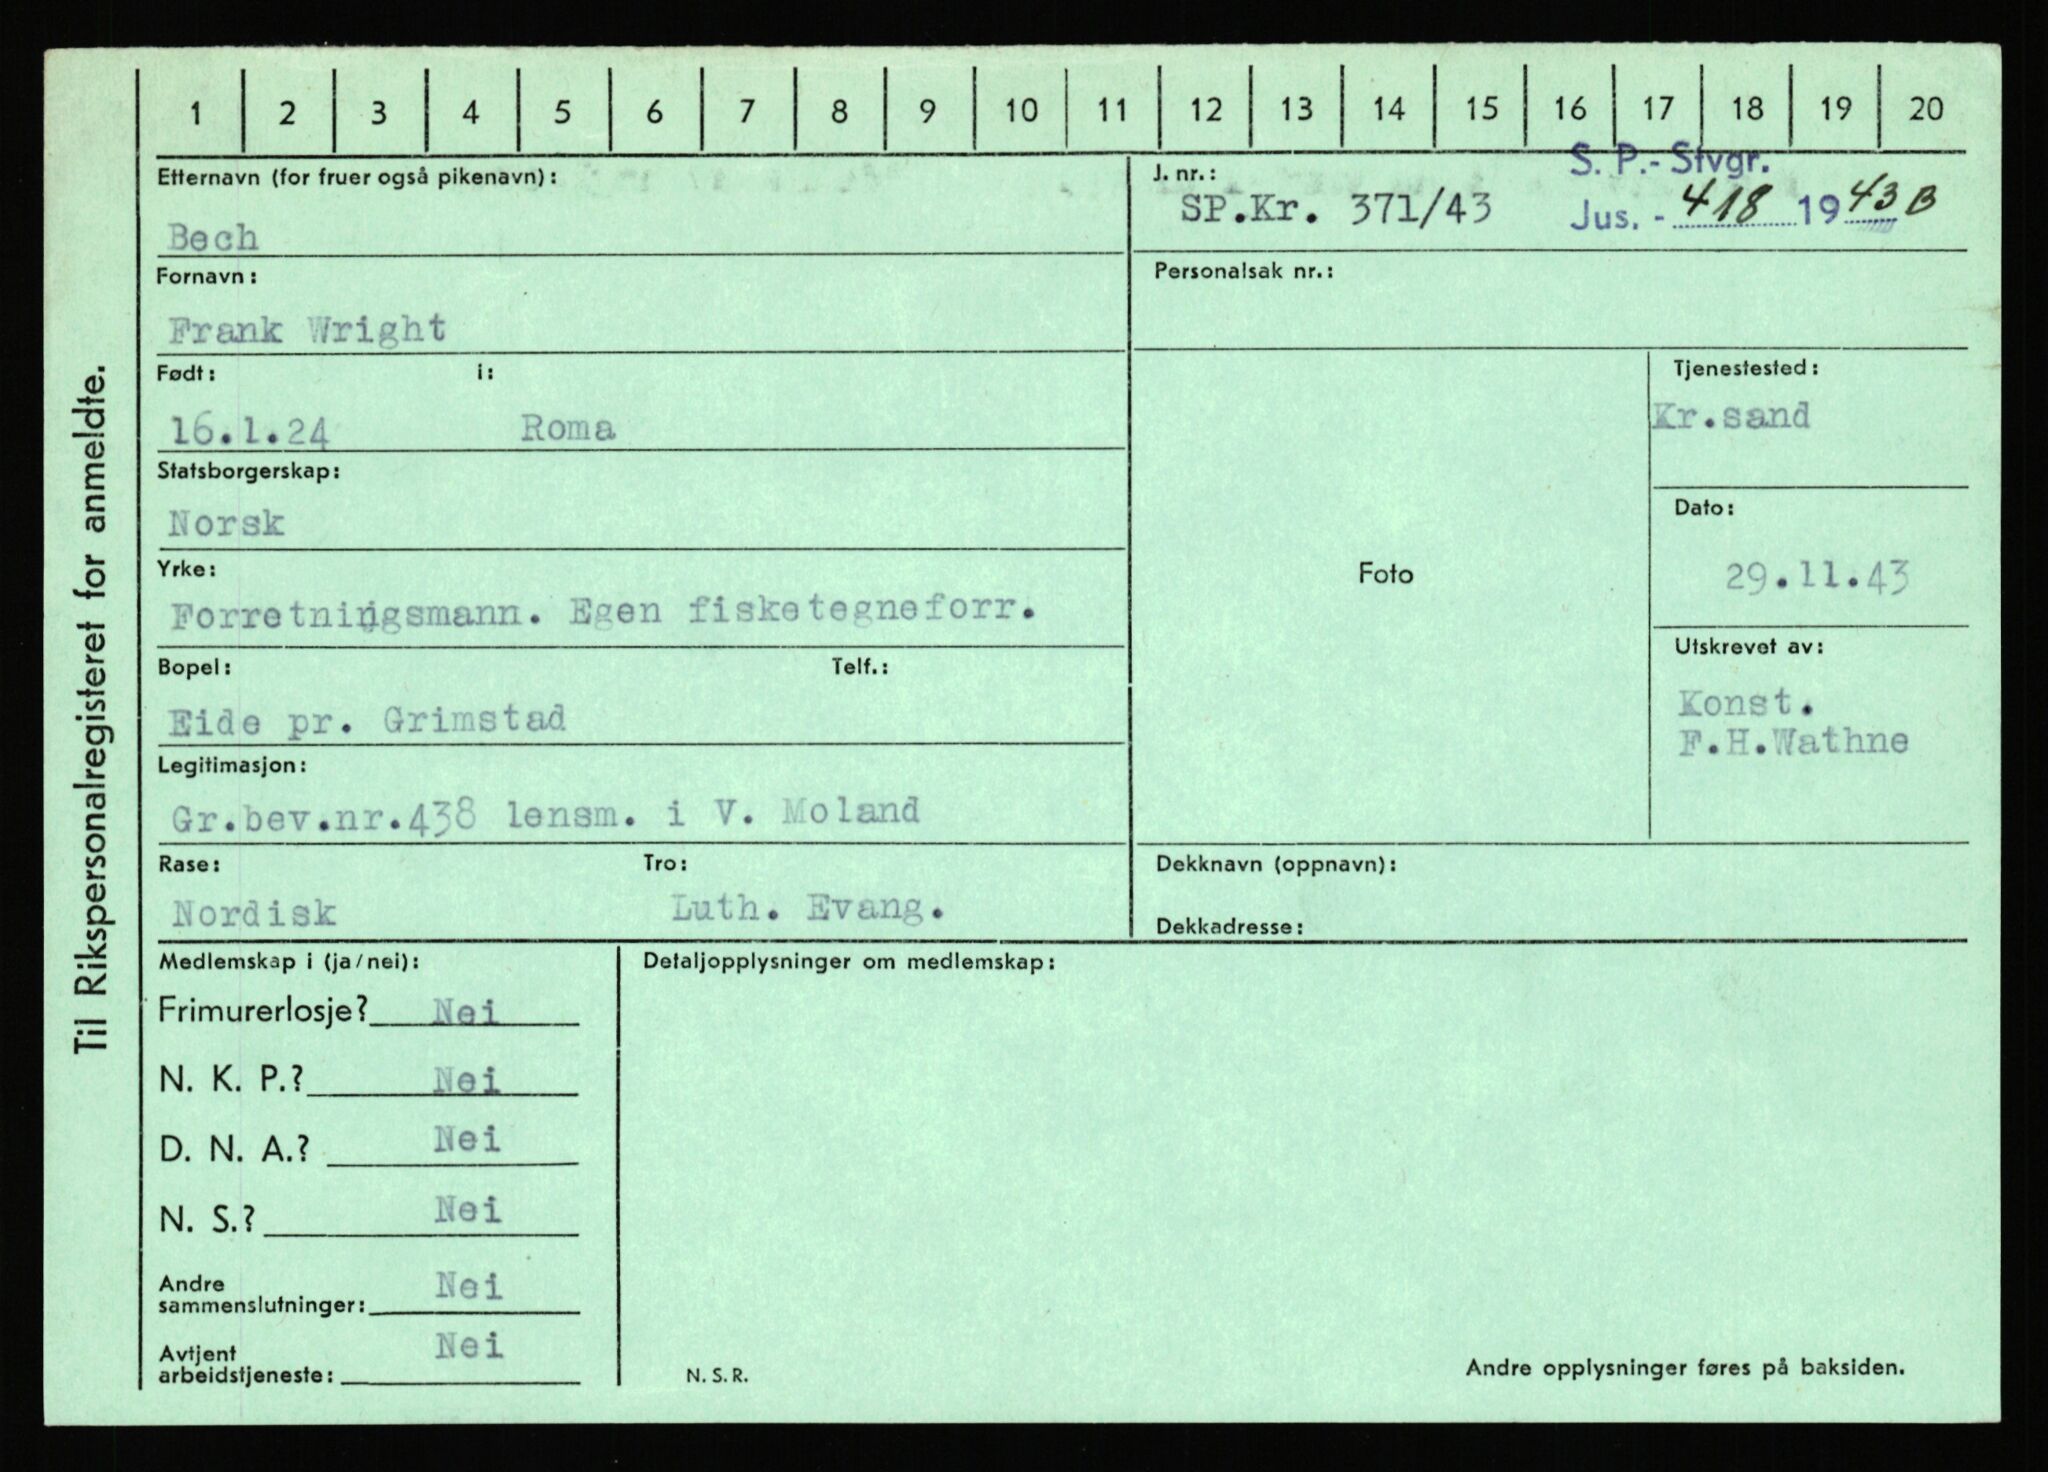 1 2 3 4 5 6 7 8 9 10 11 12 13 14 15 16 17 18 19 20
Til Rikspersonalregisteret for anmeldte.
Etternavn (for fruer også pikenavn):
Bech
Fornavn:
Frank Wright
Født: i:
16.1.24 Roma
Statsborgerskap:
Norsk
Yrke:
Forretningsmann. Egen fisketegneforr.
Bopel: Telf.:
Eide pr. Grimstad
Legitimasjon:
Gr.bev.nr.438 lensm. i V. Moland
Rase: Tro:
Nordisk Luth. Evang.
J. nr.:
SP.Kr. 371/43
S. P.- Stvgr.
Jus. - 418 1943 B
Personalsak nr.:
Foto
Tjenestested:
Kr.sand
Dato:
29.11.43
Utskrevet av:
Konst.
F.H.Wathne
Dekknavn (oppnavn):
Dekkadresse:
Medlemskap i (ja/nei):
Frimurerlosje? Nei
N. K. P.? Nei
D. N. A.? Nei
N. S.? Nei
Andre
sammenslutninger: Nei
Avtjent
arbeidstjeneste: Nei
Detaljopplysninger om medlemskap:
N. S. R.
Andre opplysninger føres på baksiden.